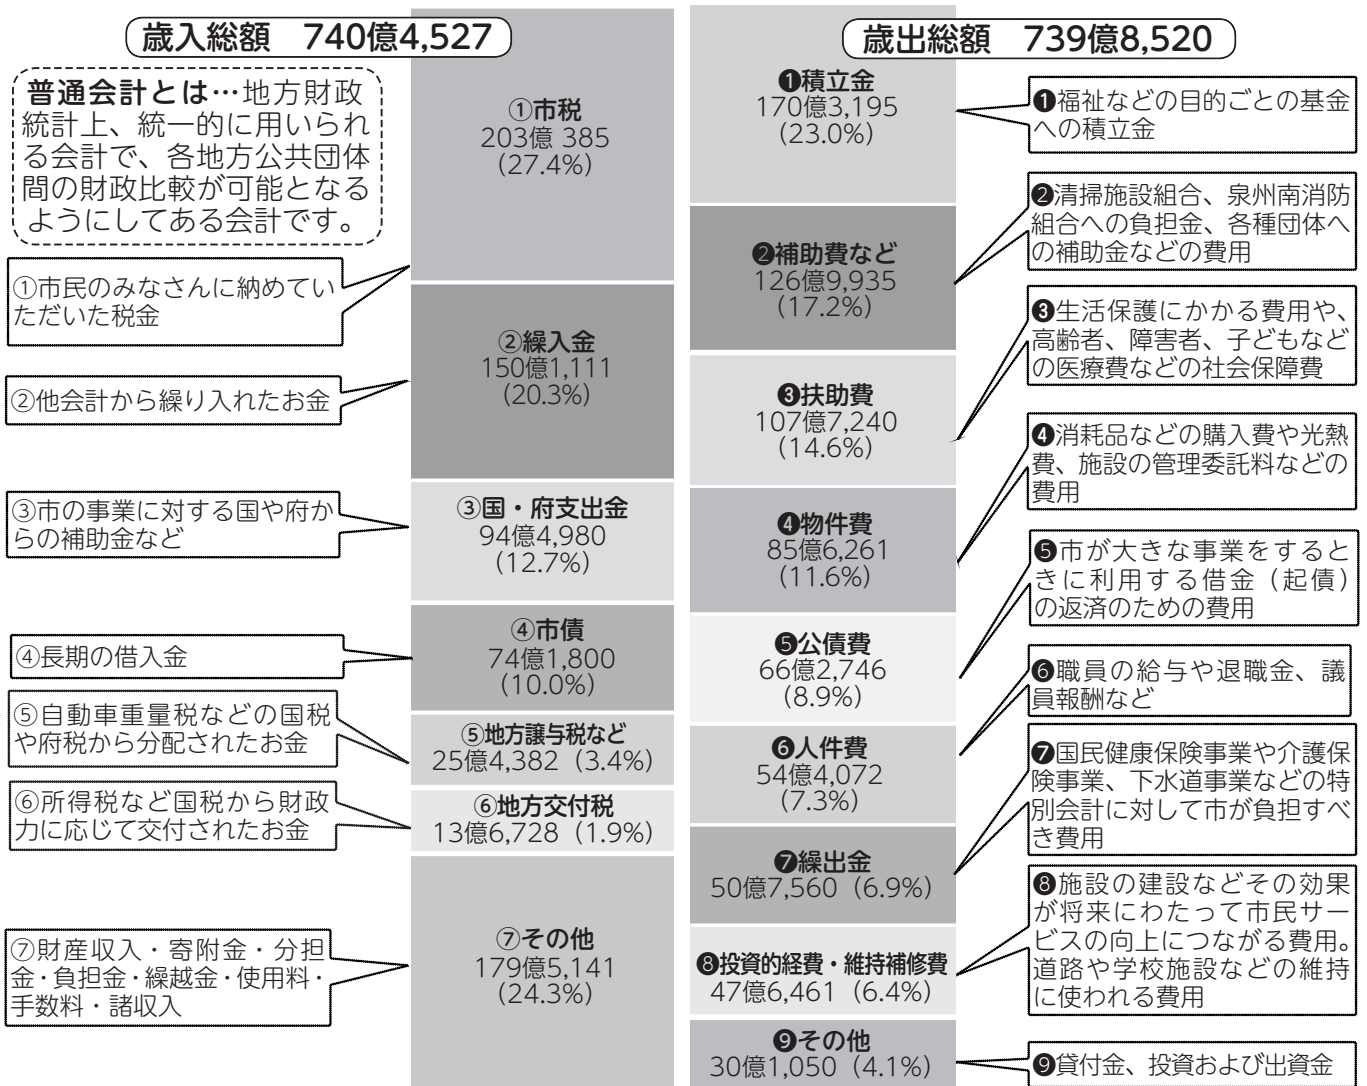 歳入総額　740億4,527
普通会計とは…地方財政
統計上、統一的に用いられ
る会計で、各地方公共団体
間の財政比較が可能となる
ようにしてある会計です。
①市民のみなさんに納めてい
ただいた税金
②他会計から繰り入れたお金
③市の事業に対する国や府か
らの補助金など
④長期の借入金
⑤自動車重量税などの国税
や府税から分配されたお金
⑥所得税など国税から財政
力に応じて交付されたお金
⑦財産収入・寄附金・分担
金・負担金・繰越金・使用料・
手数料・諸収入
①市税
203億 385
(27.4%)
②繰入金
150億1,111
(20.3%)
③国・府支出金
94億4,980
(12.7%)
④市債
74億1,800
(10.0%)
⑤地方譲与税など
25億4,382 (3.4%)
⑥地方交付税
13億6,728 (1.9%)
⑦その他
179億5,141
(24.3%)
歳出総額　739億8,520
❶積立金
170億3,195
(23.0%)
❷補助費など
126億9,935
(17.2%)
❸扶助費
107億7,240
(14.6%)
❹物件費
85億6,261
(11.6%)
❺公債費
66億2,746
(8.9%)
❻人件費
54億4,072
(7.3%)
❼繰出金
50億7,560 (6.9%)
❽投資的経費・維持補修費
47億6,461 (6.4%)
❾その他
30億1,050 (4.1%)
❶福祉などの目的ごとの基金
への積立金
❷清掃施設組合、泉州南消防
組合への負担金、各種団体へ
の補助金などの費用
❸生活保護にかかる費用や、
高齢者、障害者、子どもなど
の医療費などの社会保障費
❹消耗品などの購入費や光熱
費、施設の管理委託料などの
費用
❺市が大きな事業をすると
きに利用する借金（起債）
の返済のための費用
❻職員の給与や退職金、議
員報酬など
❼国民健康保険事業や介護保
険事業、下水道事業などの特
別会計に対して市が負担すべ
き費用
❽施設の建設などその効果
が将来にわたって市民サー
ビスの向上につながる費用。
道路や学校施設などの維持
に使われる費用
❾貸付金、投資および出資金